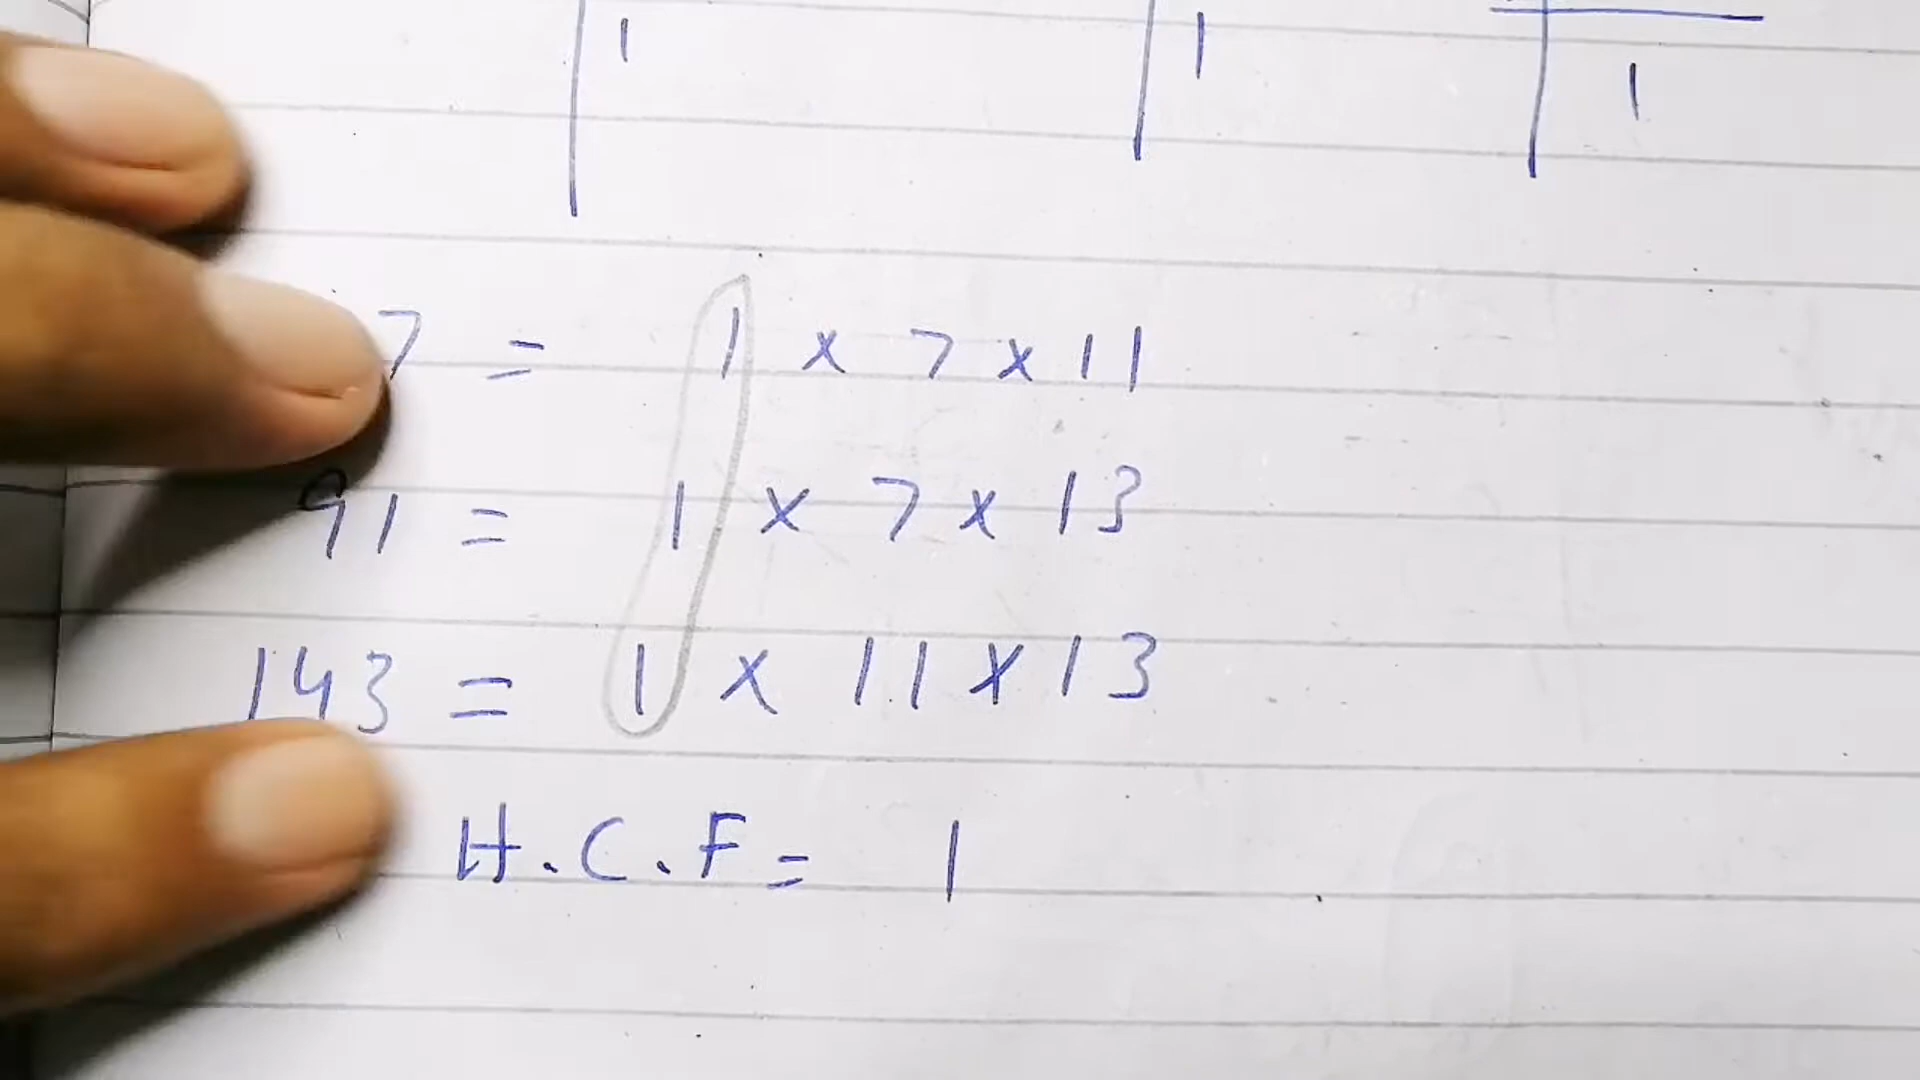 1 1 1
7 = 1 x 7 x 11
91 = 1 x 7 x 13
143 = 1 x 11 x 13
H.C.F = 1